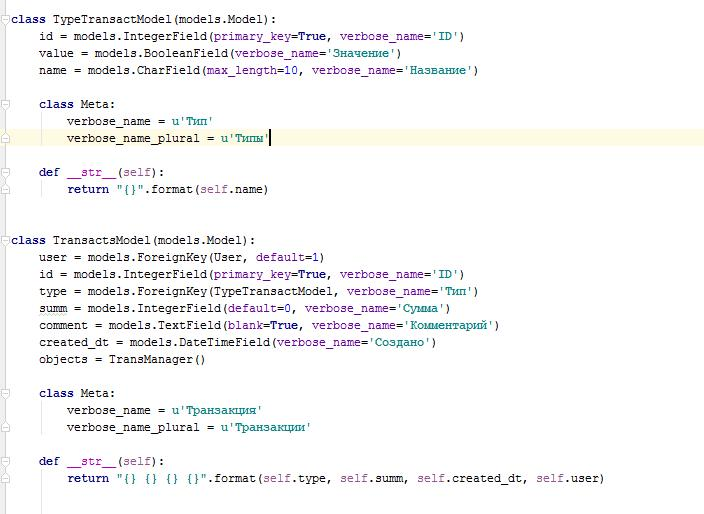 class TypeTransactModel(models.Model):
    id = models.IntegerField(primary_key=True, verbose_name='ID')
    value = models.BooleanField(verbose_name='Значение')
    name = models.CharField(max_length=10, verbose_name='Название')

    class Meta:
        verbose_name = u'Тип'
        verbose_name_plural = u'Типы'

    def __str__(self):
        return "{}".format(self.name)


class TransactsModel(models.Model):
    user = models.ForeignKey(User, default=1)
    id = models.IntegerField(primary_key=True, verbose_name='ID')
    type = models.ForeignKey(TypeTransactModel, verbose_name='Тип')
    summ = models.IntegerField(default=0, verbose_name='Сумма')
    comment = models.TextField(blank=True, verbose_name='Комментарий')
    created_dt = models.DateTimeField(verbose_name='Создано')
    objects = TransManager()

    class Meta:
        verbose_name = u'Транзакция'
        verbose_name_plural = u'Транзакции'

    def __str__(self):
        return "{} {} {} {}".format(self.type, self.summ, self.created_dt, self.user)